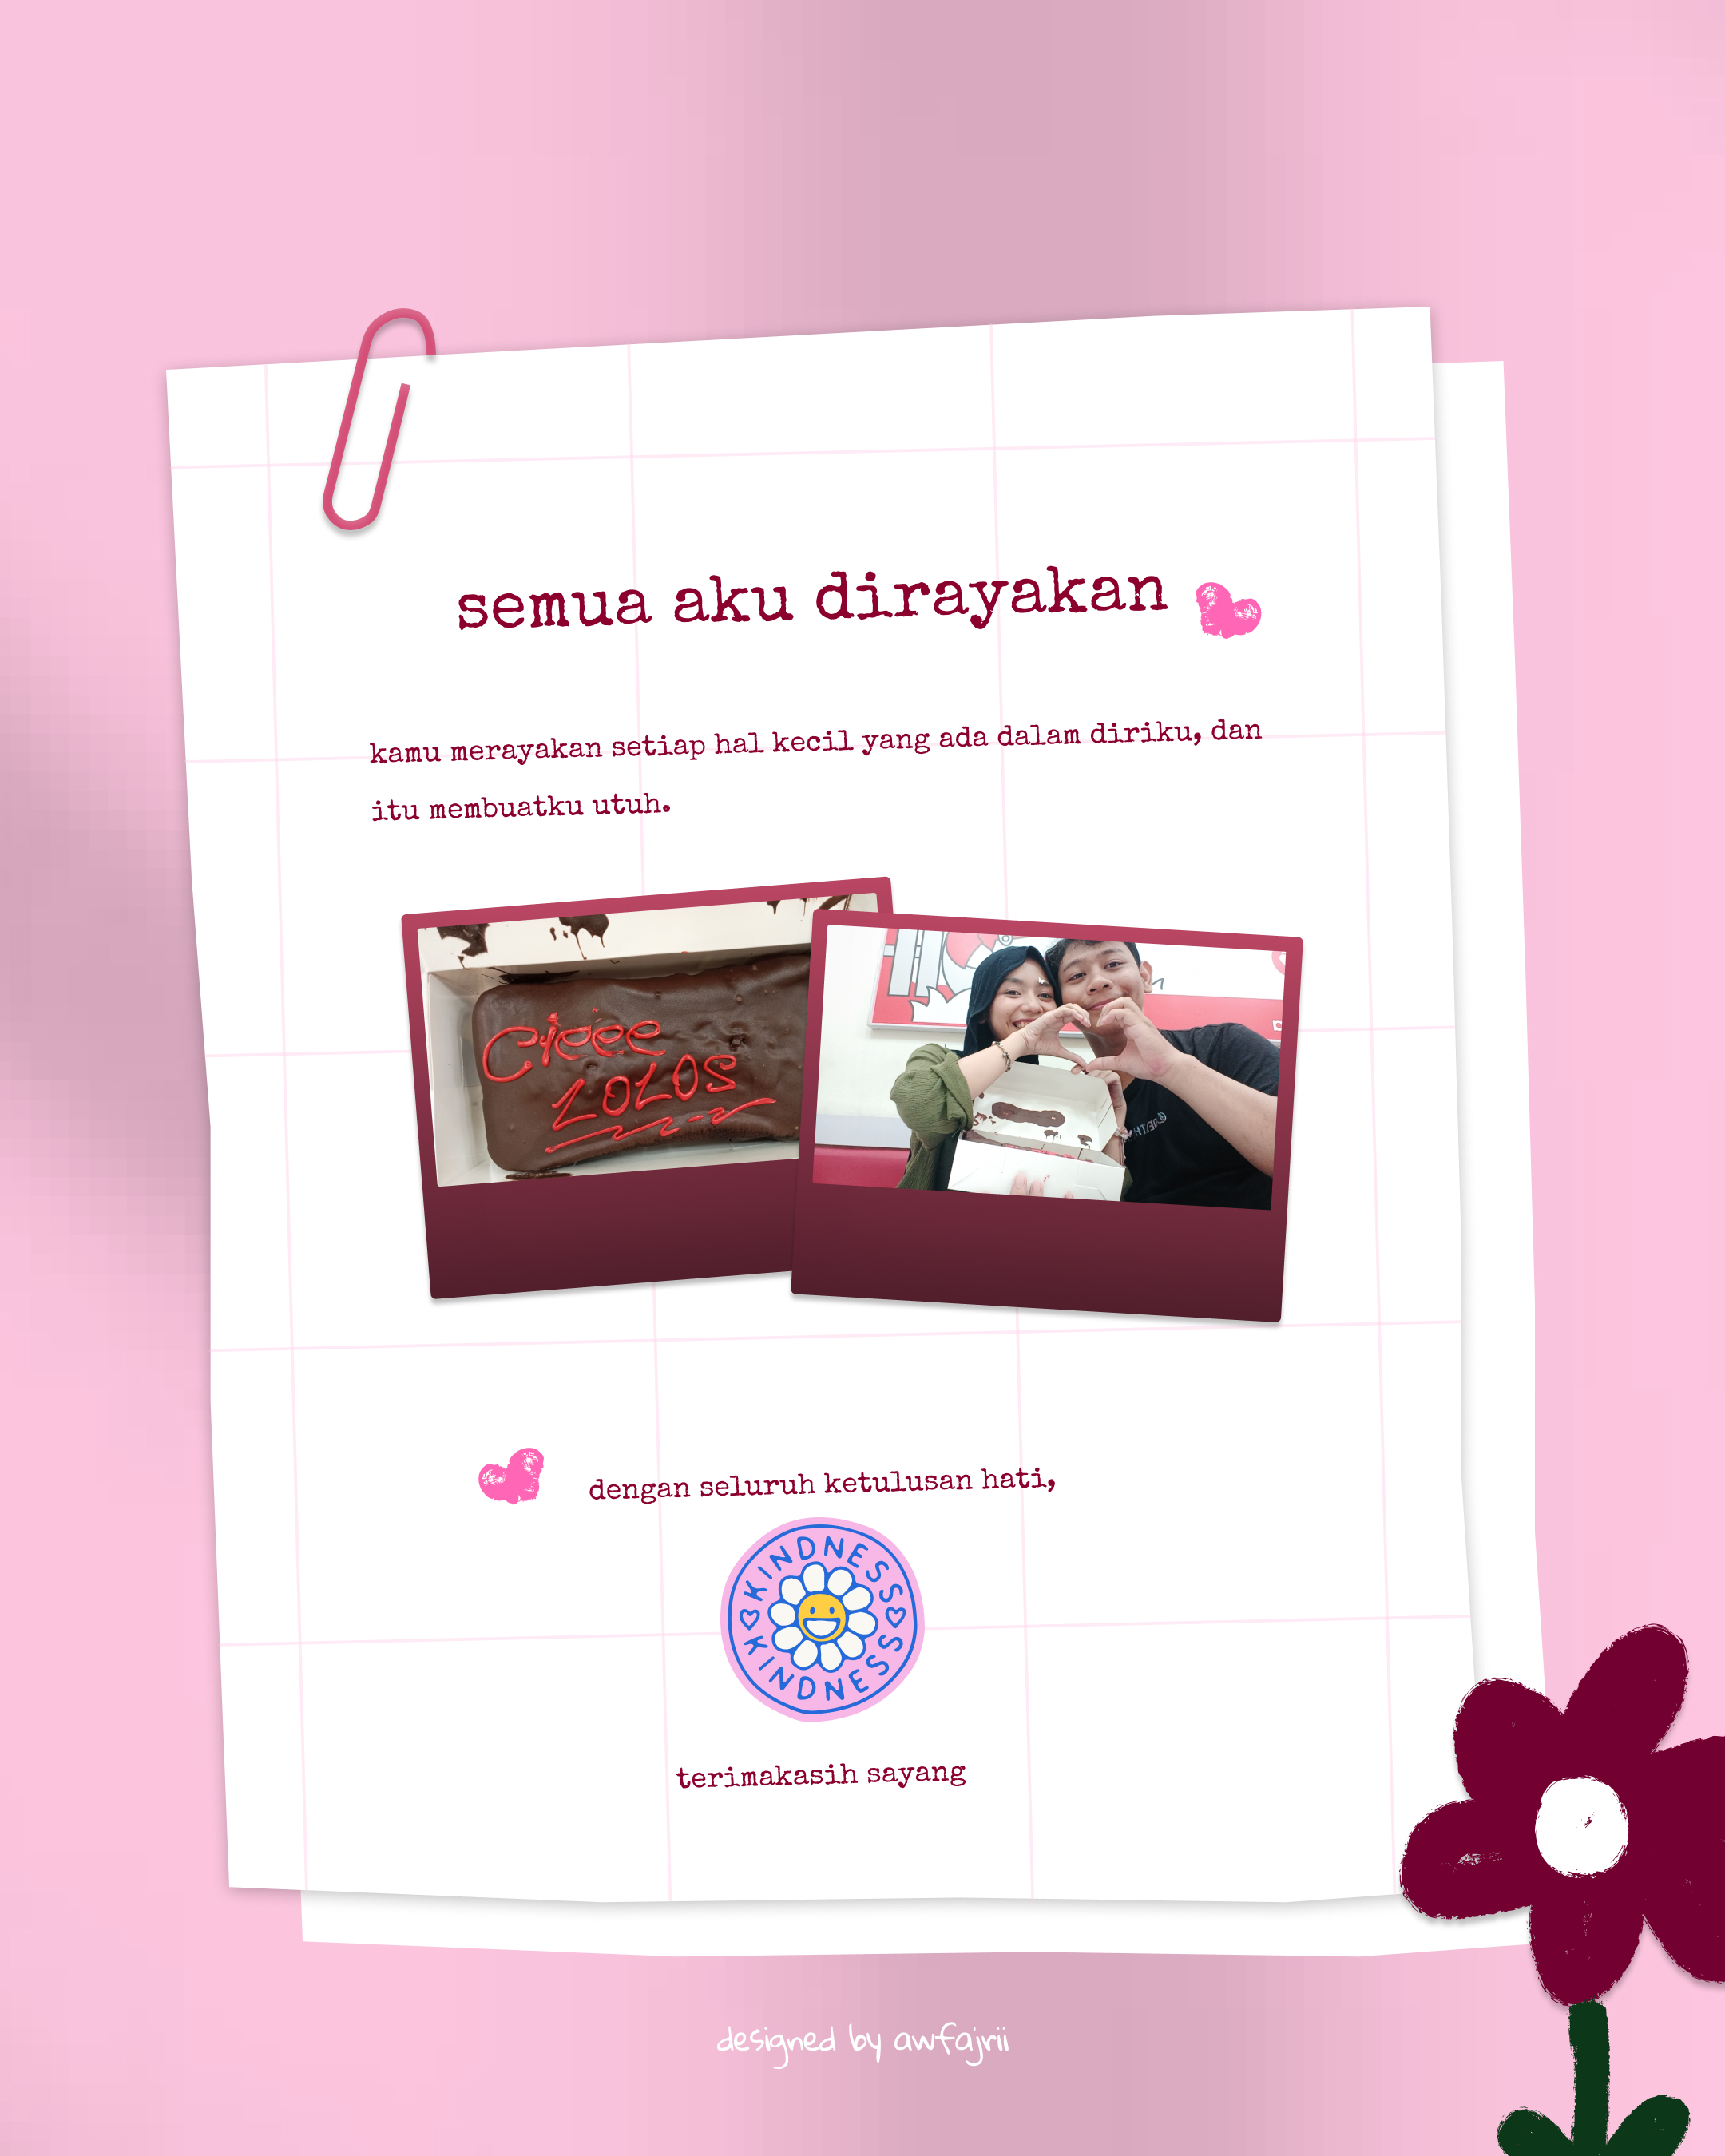 semua aku dirayakan
kamu merayakan setiap hal kecil yang ada dalam diriku, dan
itu membuatku utuh.
Cieee
LOLOS
dengan seluruh ketulusan hati,
KINDNESS
KINDNESS
terimakasih sayang
designed by awfajrii